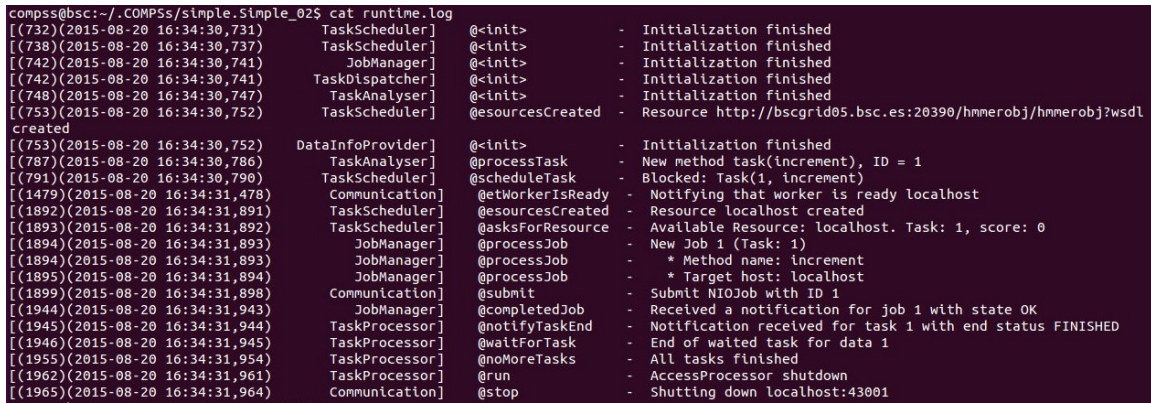 compss@bsc:~/.COMPSs/simple.Simple_02$ cat runtime.log
[(732)(2015-08-20 16:34:30,731) TaskScheduler] @<init> - Initialization finished
[(738)(2015-08-20 16:34:30,737) TaskScheduler] @<init> - Initialization finished
[(742)(2015-08-20 16:34:30,741) JobManager] @<init> - Initialization finished
[(742)(2015-08-20 16:34:30,741) TaskDispatcher] @<init> - Initialization finished
[(748)(2015-08-20 16:34:30,747) TaskAnalyser] @<init> - Initialization finished
[(753)(2015-08-20 16:34:30,752) TaskScheduler] @esourcesCreated - Resource http://bscgrid05.bsc.es:20390/hmmerobj/hmmerobj?wsdl
created
[(753)(2015-08-20 16:34:30,752) DataInfoProvider] @<init> - Initialization finished
[(787)(2015-08-20 16:34:30,786) TaskAnalyser] @processTask - New method task(increment), ID = 1
[(791)(2015-08-20 16:34:30,790) TaskScheduler] @scheduleTask - Blocked: Task(1, increment)
[(1479)(2015-08-20 16:34:31,478) Communication] @etWorkerIsReady - Notifying that worker is ready localhost
[(1892)(2015-08-20 16:34:31,891) TaskScheduler] @esourcesCreated - Resource localhost created
[(1893)(2015-08-20 16:34:31,892) TaskScheduler] @asksForResource - Available Resource: localhost. Task: 1, score: 0
[(1894)(2015-08-20 16:34:31,893) JobManager] @processJob - New Job 1 (Task: 1)
[(1894)(2015-08-20 16:34:31,893) JobManager] @processJob - * Method name: increment
[(1895)(2015-08-20 16:34:31,894) JobManager] @processJob - * Target host: localhost
[(1899)(2015-08-20 16:34:31,898) Communication] @submit - Submit NIOJob with ID 1
[(1944)(2015-08-20 16:34:31,943) JobManager] @completedJob - Received a notification for job 1 with state OK
[(1945)(2015-08-20 16:34:31,944) TaskProcessor] @notifyTaskEnd - Notification received for task 1 with end status FINISHED
[(1946)(2015-08-20 16:34:31,945) TaskProcessor] @waitForTask - End of waited task for data 1
[(1955)(2015-08-20 16:34:31,954) TaskProcessor] @noMoreTasks - All tasks finished
[(1962)(2015-08-20 16:34:31,961) TaskProcessor] @run - AccessProcessor shutdown
[(1965)(2015-08-20 16:34:31,964) Communication] @stop - Shutting down localhost:43001